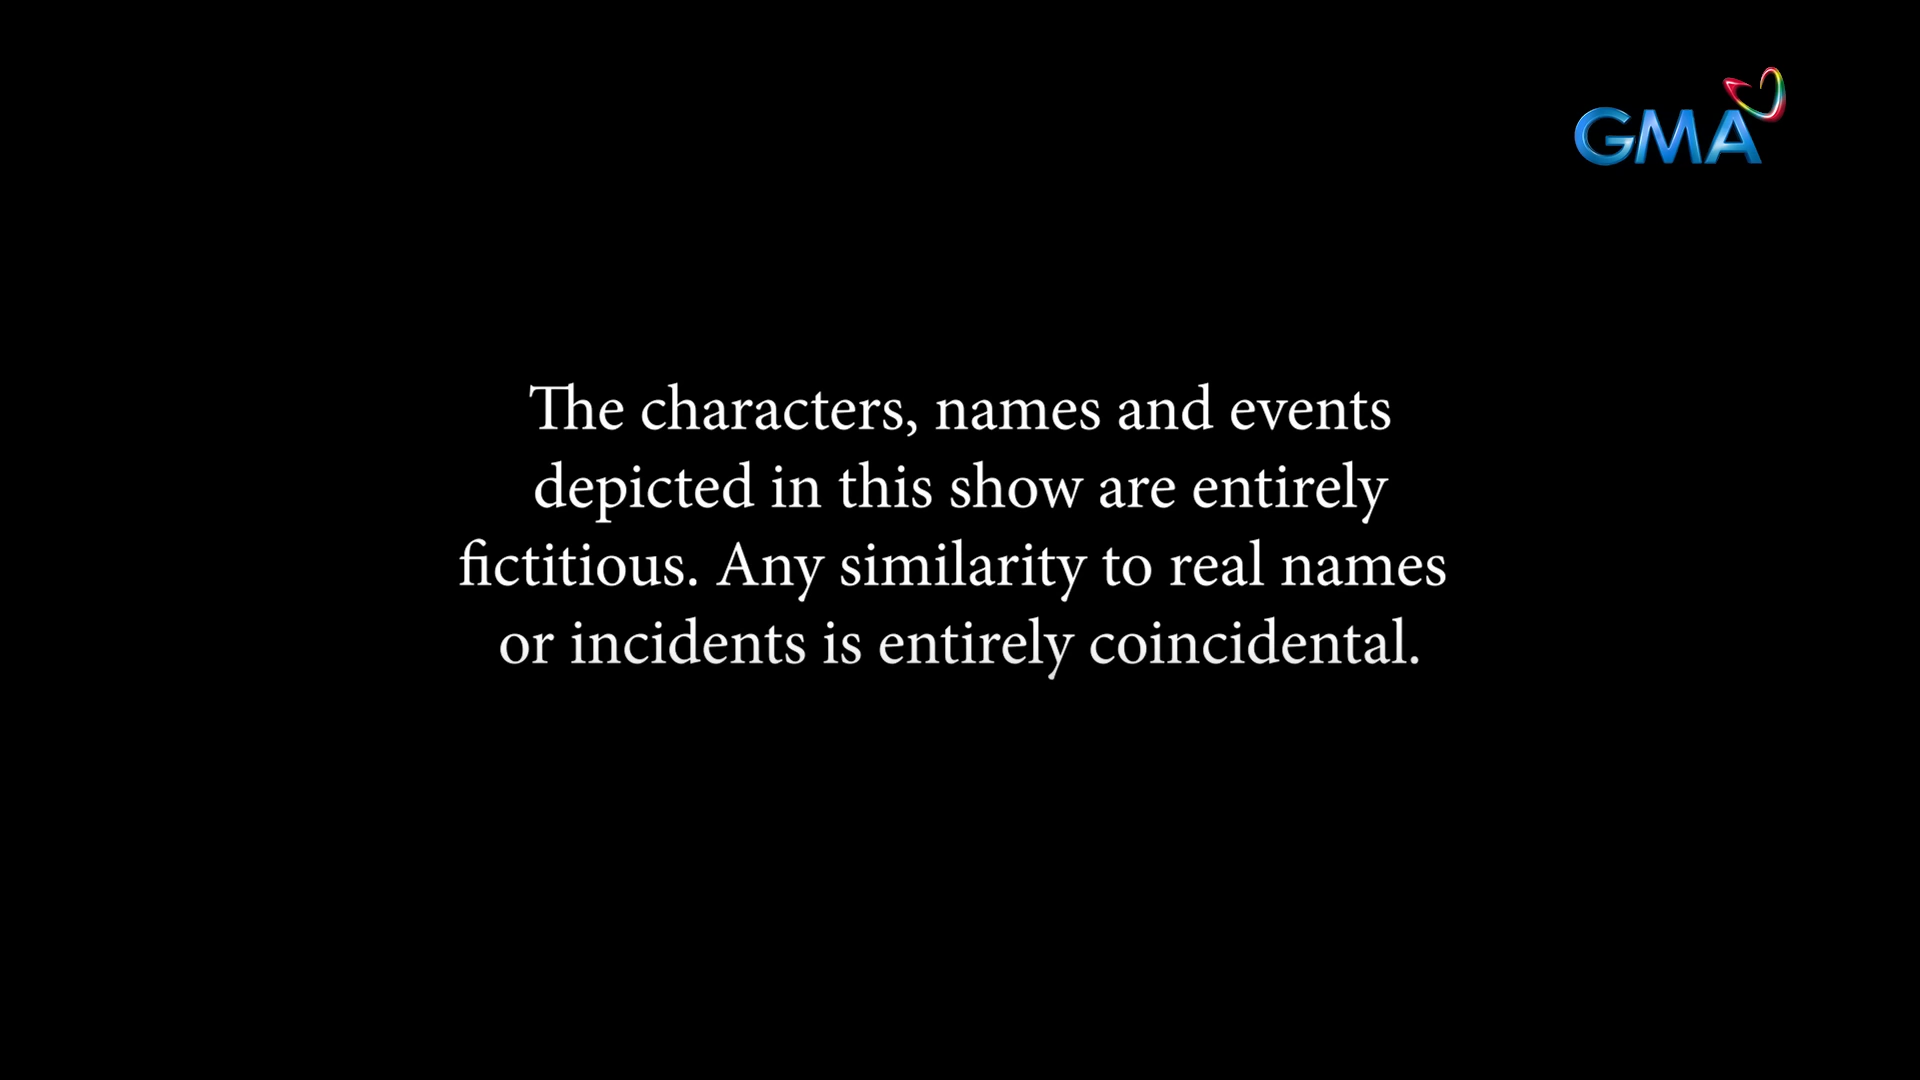 GMA
The characters, names and events
depicted in this show are entirely
fictitious. Any similarity to real names
or incidents is entirely coincidental.